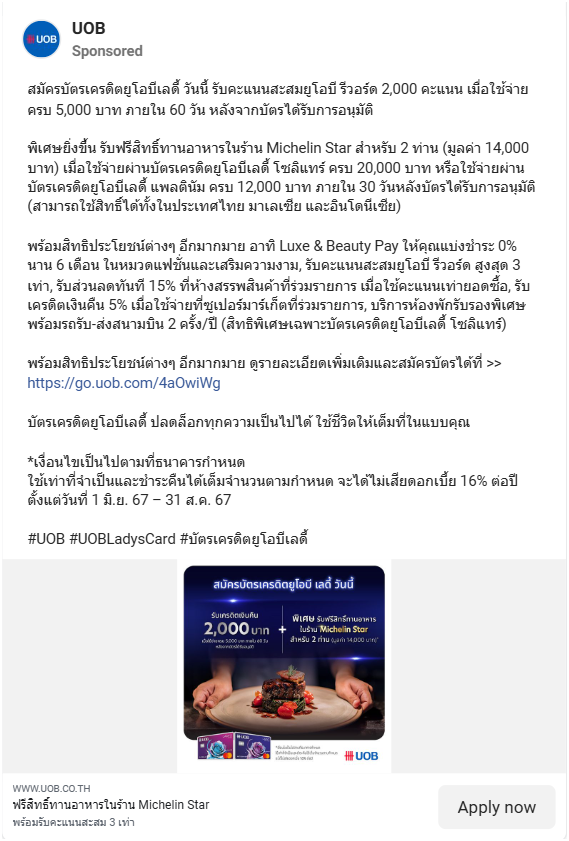 UOB
UOB
Sponsored
สมัครบัตรเครดิตยูโอบีเลดี้ วันนี้ รับคะแนนสะสมยูโอบี รีวอร์ด 2,000 คะแนน เมื่อใช้จ่าย
ครบ 5,000 บาท ภายใน 60 วัน หลังจากบัตรได้รับการอนุมัติ
พิเศษยิ่งขึ้น รับฟรีสิทธิ์ทานอาหารในร้าน Michelin Star สำหรับ 2 ท่าน (มูลค่า 14,000
บาท) เมื่อใช้จ่ายผ่านบัตรเครดิตยูโอบีเลดี้ โซลิแทร์ ครบ 20,000 บาท หรือใช้จ่ายผ่าน
บัตรเครดิตยูโอบีเลดี้ แพลตินัม ครบ 12,000 บาท ภายใน 30 วันหลังบัตรได้รับการอนุมัติ
(สามารถใช้สิทธิ์ได้ทั้งในประเทศไทย มาเลเซีย และอินโดนีเซีย)
พร้อมสิทธิประโยชน์ต่างๆ อีกมากมาย อาทิ Luxe & Beauty Pay ให้คุณแบ่งชำระ 0%
นาน 6 เดือน ในหมวดแฟชั่นและเสริมความงาม, รับคะแนนสะสมยูโอบี รีวอร์ด สูงสุด 3
เท่า, รับส่วนลดทันที 15% ที่ห้างสรรพสินค้าที่ร่วมรายการ เมื่อใช้คะแนนเท่ายอดซื้อ, รับ
เครดิตเงินคืน 5% เมื่อใช้จ่ายที่ซูเปอร์มาร์เก็ตที่ร่วมรายการ, บริการห้องพักรับรองพิเศษ
พร้อมรถรับ-ส่งสนามบิน 2 ครั้ง/ปี (สิทธิพิเศษเฉพาะบัตรเครดิตยูโอบีเลดี้ โซลิแทร์)
พร้อมสิทธิประโยชน์ต่างๆ อีกมากมาย ดูรายละเอียดเพิ่มเติมและสมัครบัตรได้ที่ >>
https://go.uob.com/4aOwiWg
บัตรเครดิตยูโอบีเลดี้ ปลดล็อกทุกความเป็นไปได้ ใช้ชีวิตให้เต็มที่ในแบบคุณ
*เงื่อนไขเป็นไปตามที่ธนาคารกำหนด
ใช้เท่าที่จำเป็นและชำระคืนได้เต็มจำนวนตามกำหนด จะได้ไม่เสียดอกเบี้ย 16% ต่อปี
ตั้งแต่วันที่ 1 มิ.ย. 67 – 31 ส.ค. 67
#UOB #UOBLadysCard #บัตรเครดิตยูโอบีเลดี้
สมัครบัตรเครดิตยูโอบี เลดี้ วันนี้
รับเครดิตเงินคืน
2,000 บาท
เมื่อใช้จ่ายครบ 5,000 บาท ภายใน 60 วัน
หลังจากบัตรได้รับการอนุมัติ
+
พิเศษ รับฟรีสิทธิ์ทานอาหาร
ในร้าน Michelin Star
สำหรับ 2 ท่าน (มูลค่า 14,000 บาท)*
UOB
WWW.UOB.CO.TH
ฟรีสิทธิ์ทานอาหารในร้าน Michelin Star
พร้อมรับคะแนนสะสม 3 เท่า
Apply now